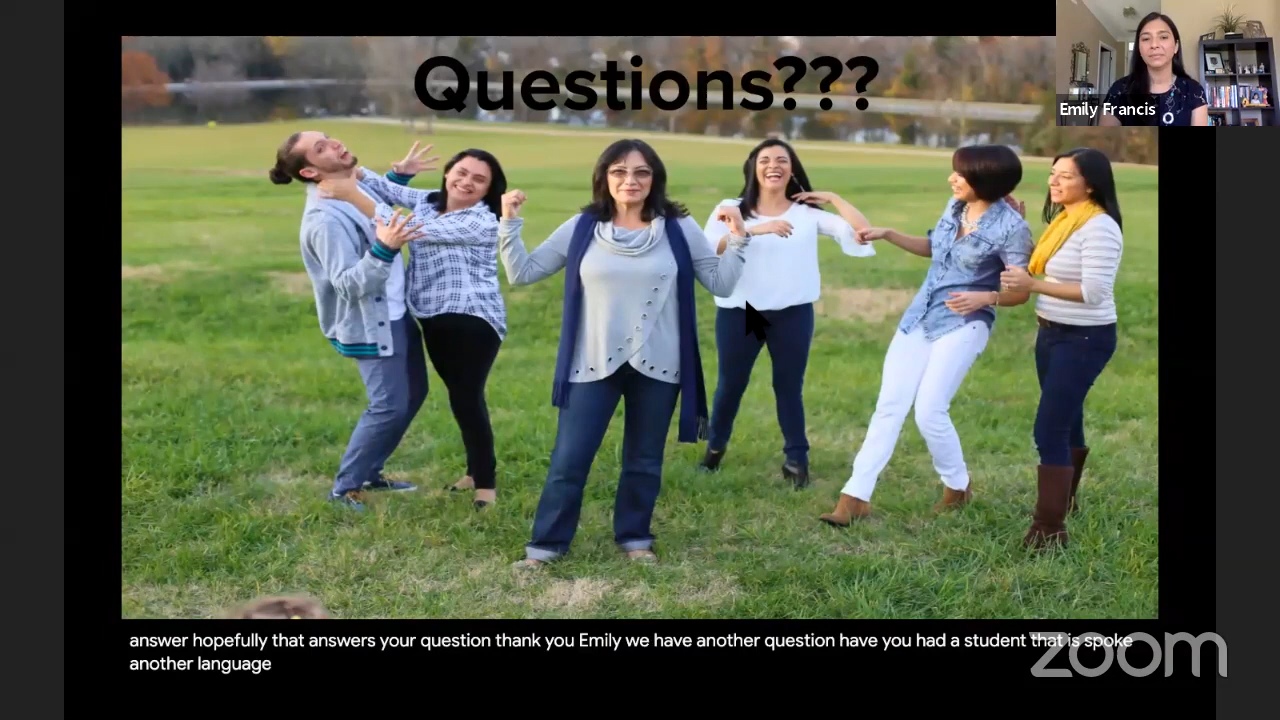 Questions???
Emily Francis
answer hopefully that answers your question thank you Emily we have another question have you had a student that is spoke
another language
zoom